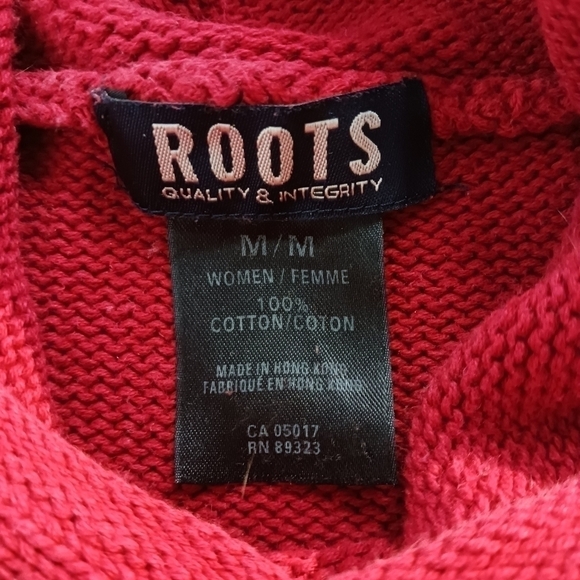 ROOTS
QUALITY & INTEGRITY
M/M
WOMEN / FEMME
100%
COTTON/COTON
MADE IN HONG KONG
FABRIQUÉ EN HONG KONG
CA 05017
RN 89323